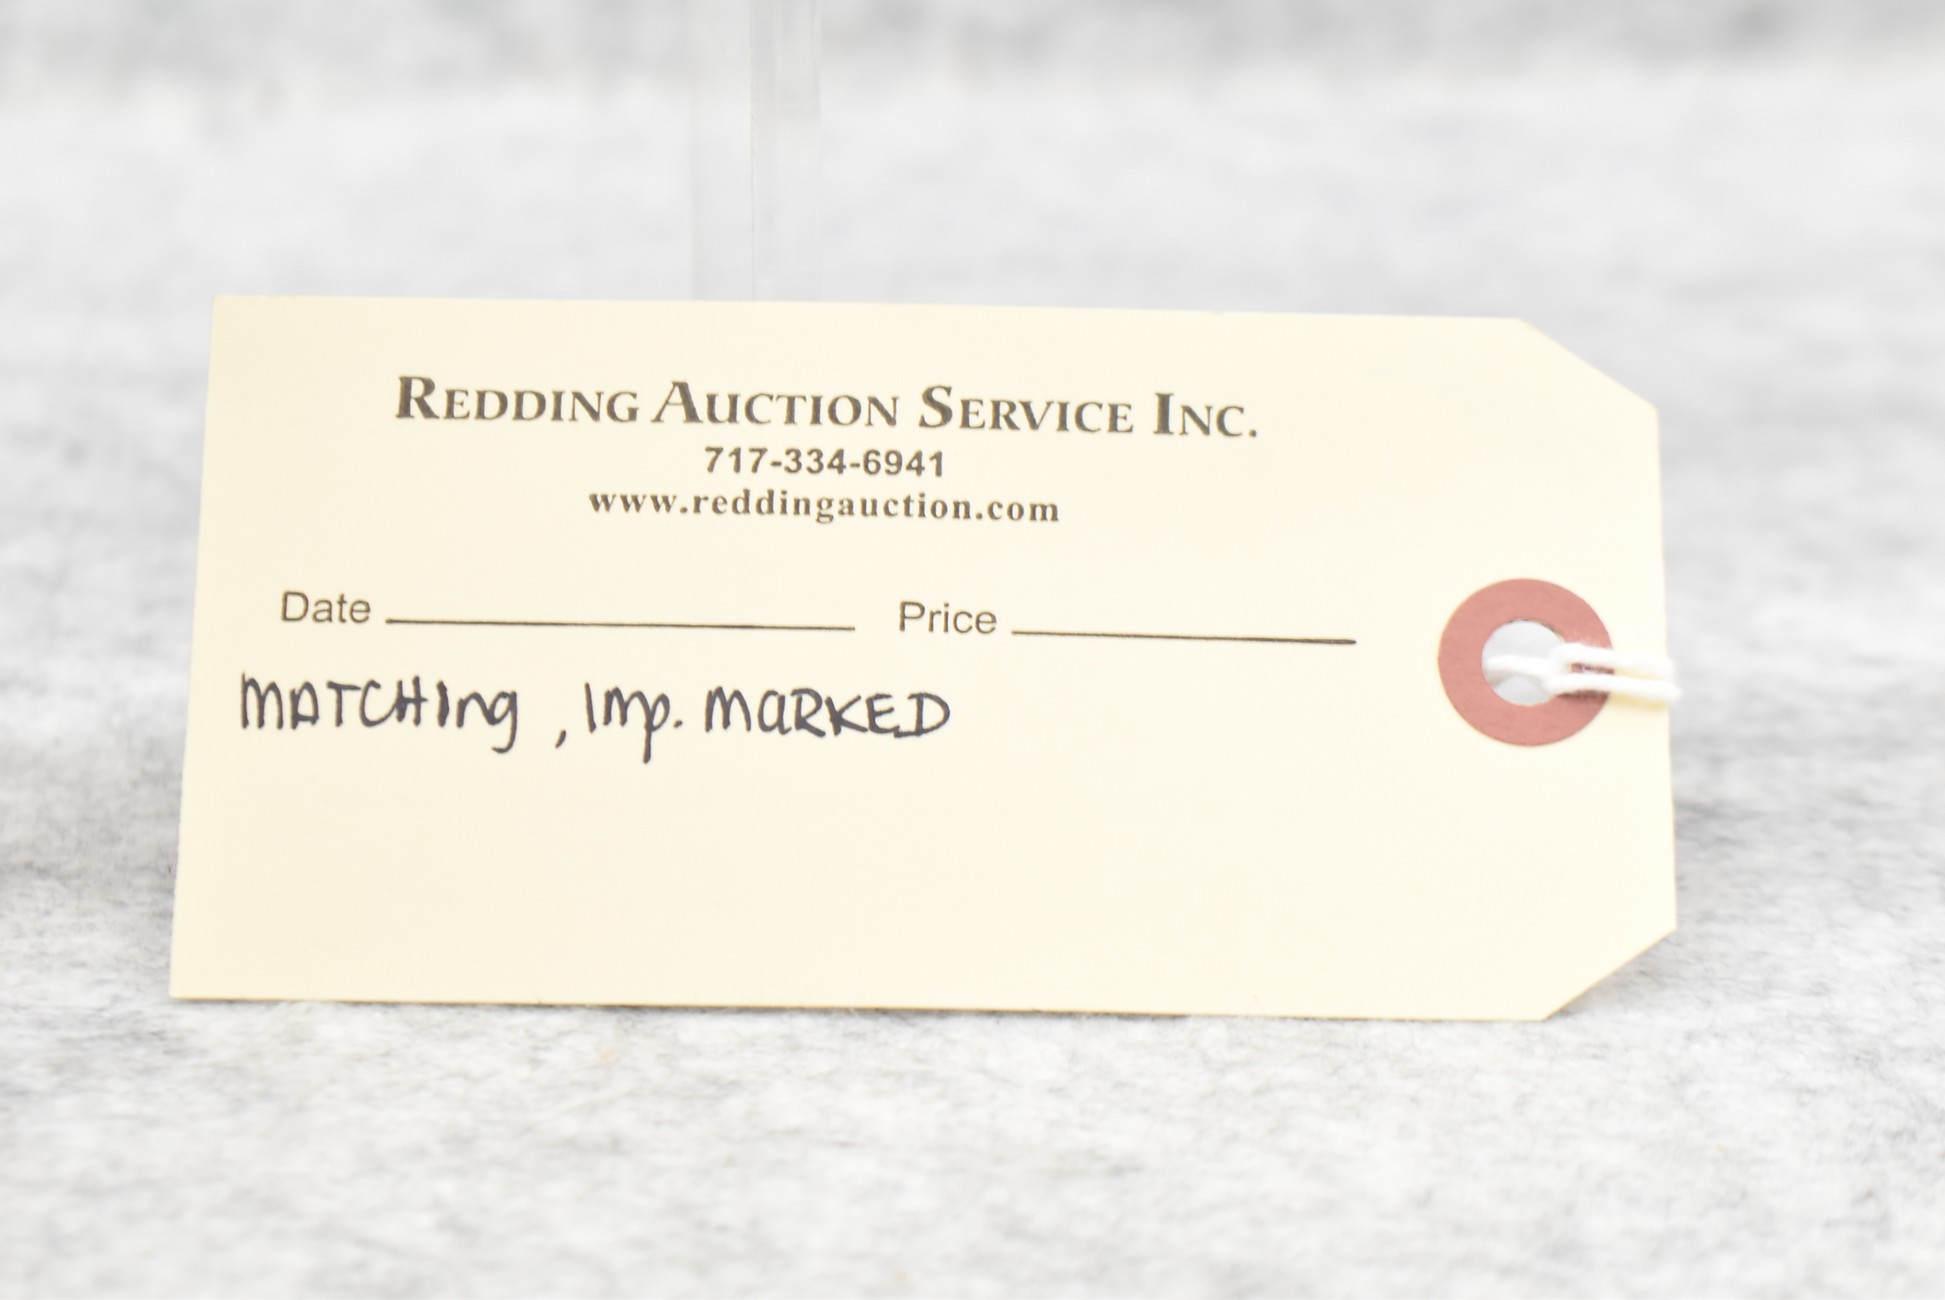 REDDING AUCTION SERVICE INC.
717-334-6941
www.reddingauction.com
Date Price
MATCHIng , Imp. MARKED